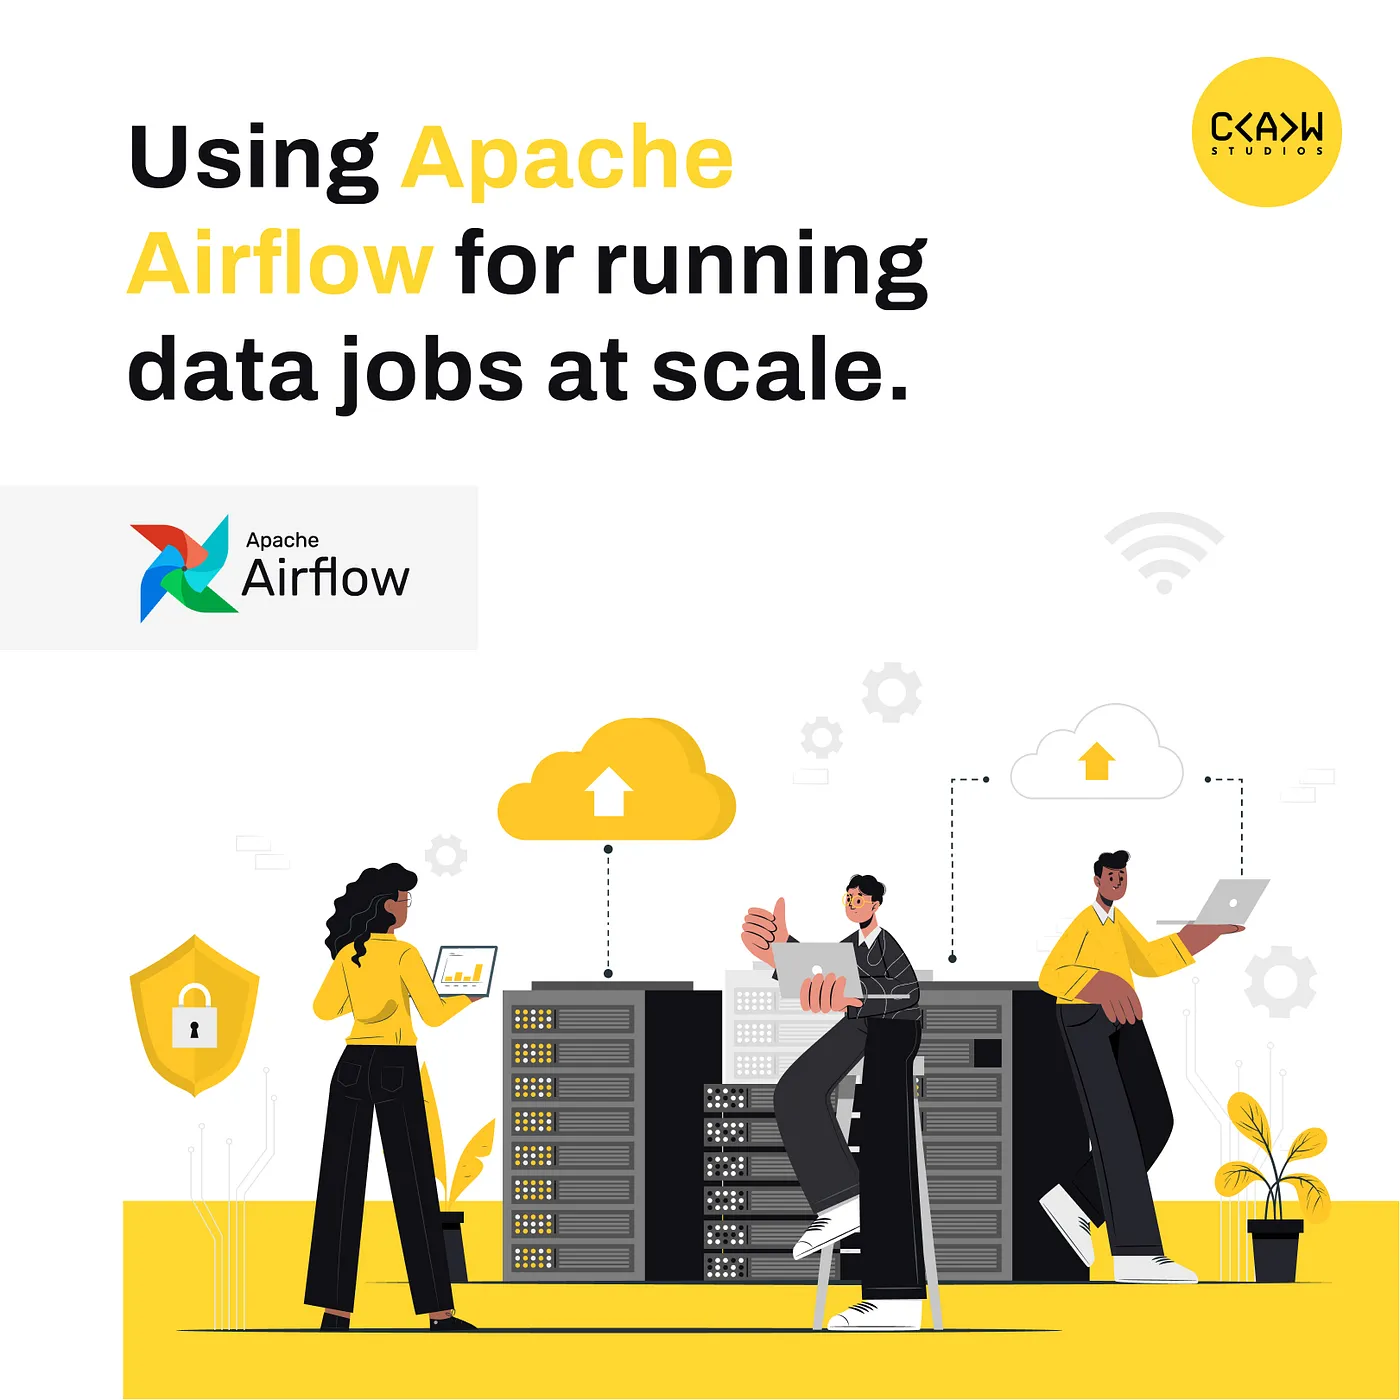 Using Apache
Airflow for running
data jobs at scale.
C<A>W
STUDIOS
Apache
Airflow